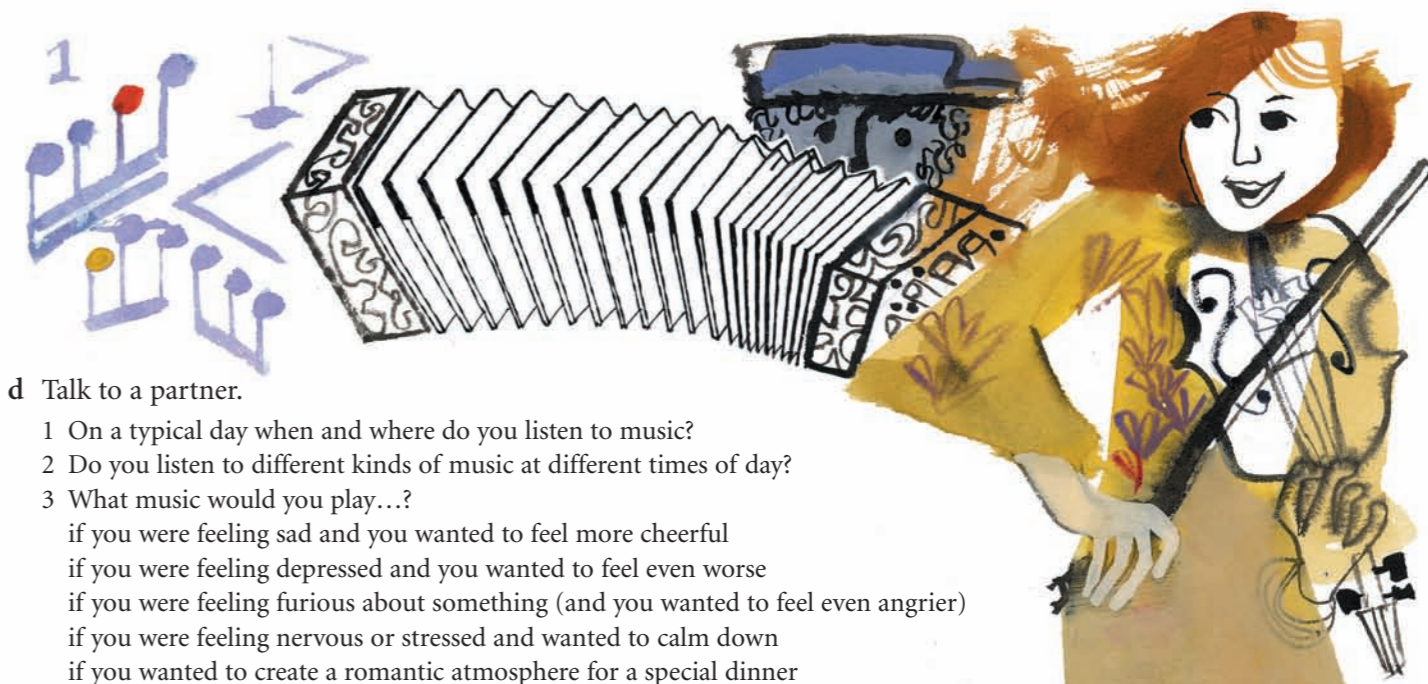 1
d Talk to a partner.
1 On a typical day when and where do you listen to music?
2 Do you listen to different kinds of music at different times of day?
3 What music would you play…?
if you were feeling sad and you wanted to feel more cheerful
if you were feeling depressed and you wanted to feel even worse
if you were feeling furious about something (and you wanted to feel even angrier)
if you were feeling nervous or stressed and wanted to calm down
if you wanted to create a romantic atmosphere for a special dinner